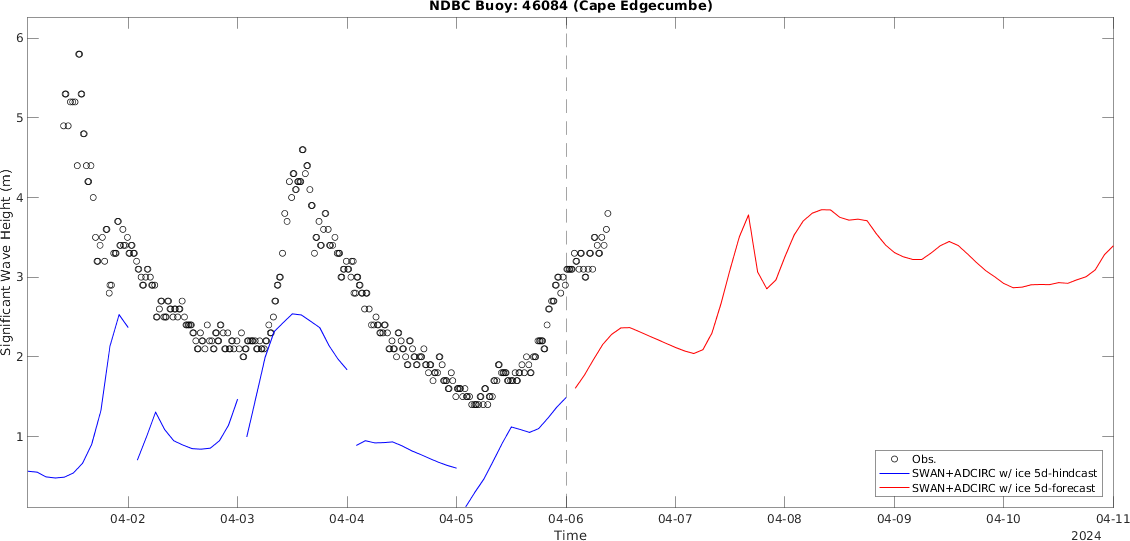 NDBC Buoy: 46084 (Cape Edgecumbe)
6
5
4
3
2
1
Significant Wave Height (m)
Obs.
SWAN+ADCIRC w/ ice 5d-hindcast
SWAN+ADCIRC w/ ice 5d-forecast
04-02 04-03 04-04 04-05 04-06 04-07 04-08 04-09 04-10 04-11
Time
2024